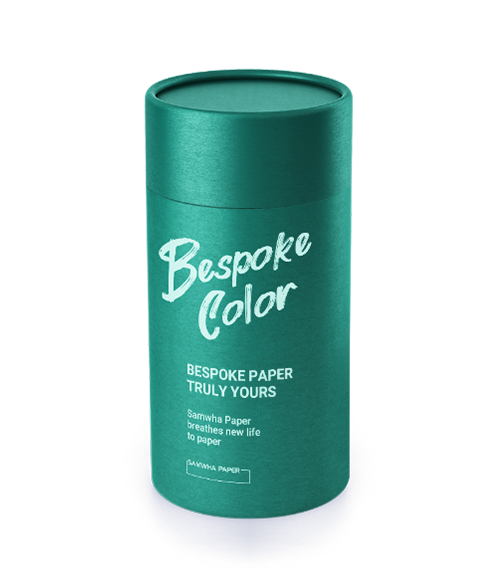 Bespoke
Color
BESPOKE PAPER
TRULY YOURS
Samwha Paper
breathes new life
to paper
SAMWHA PAPER